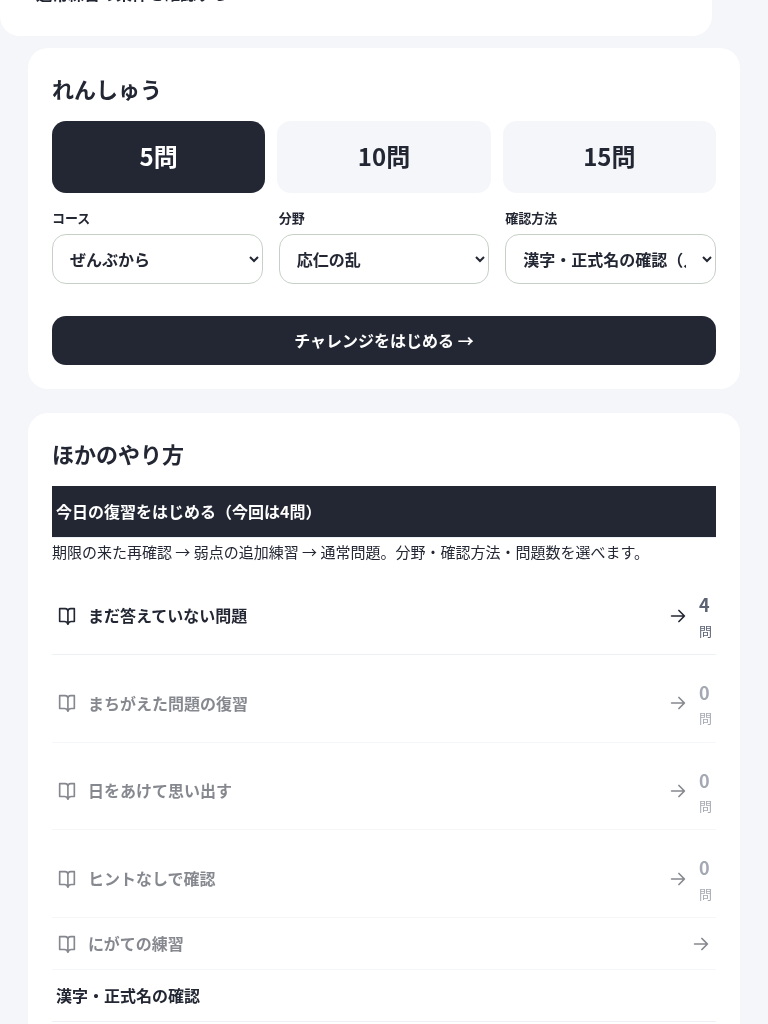 れんしゅう
5問
10問
15問
コース
分野
確認方法
ぜんぶから
応仁の乱
漢字・正式名の確認（
チャレンジをはじめる →
ほかのやり方
今日の復習をはじめる（今回は4問）
期限の来た再確認 → 弱点の追加練習 → 通常問題。分野・確認方法・問題数を選べます。
まだ答えていない問題 → 4問
まちがえた問題の復習 → 0問
日をあけて思い出す → 0問
ヒントなしで確認 → 0問
にがての練習 →
漢字・正式名の確認